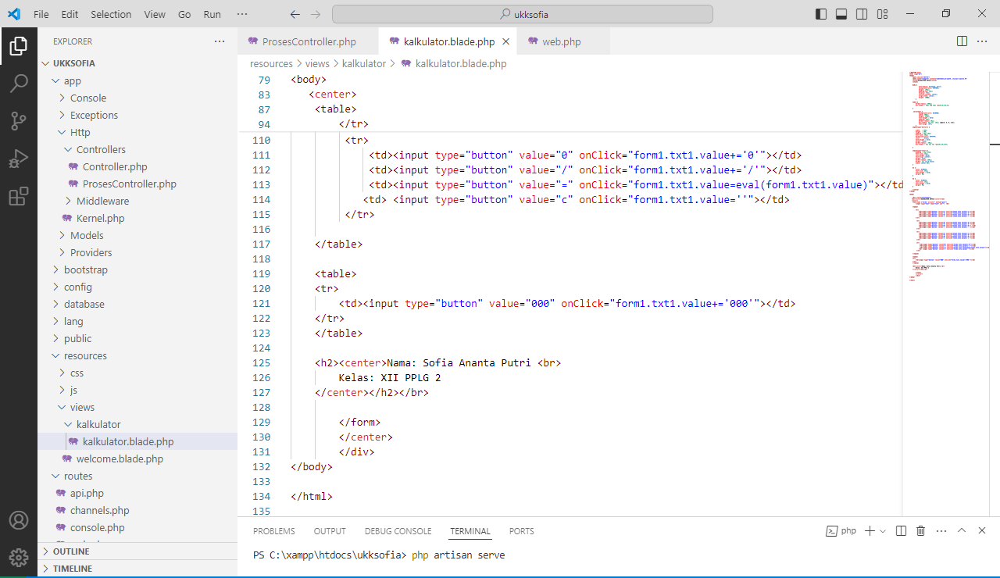 File Edit Selection View Go Run ··· ukksofia
EXPLORER ···
UKKSOFIA
app
Console
Exceptions
Http
Controllers
Controller.php
ProsesController.php
Middleware
Kernel.php
Models
Providers
bootstrap
config
database
lang
public
resources
css
js
views
kalkulator
kalkulator.blade.php
welcome.blade.php
routes
api.php
channels.php
console.php
OUTLINE
TIMELINE
ProsesController.php kalkulator.blade.php web.php
resources > views > kalkulator > kalkulator.blade.php
79 <body>
83 <center>
87 <table>
94 </tr>
110 <tr>
111 <td><input type="button" value="0" onClick="form1.txt1.value+='0'"></td>
112 <td><input type="button" value="/" onClick="form1.txt1.value+='/'"></td>
113 <td><input type="button" value="=" onClick="form1.txt1.value=eval(form1.txt1.value)"></td
114 <td> <input type="button" value="c" onClick="form1.txt1.value=''"></td>
115 </tr>
116
117 </table>
118
119 <table>
120 <tr>
121 <td><input type="button" value="000" onClick="form1.txt1.value+='000'"></td>
122 </tr>
123 </table>
124
125 <h2><center>Nama: Sofia Ananta Putri <br>
126 Kelas: XII PPLG 2
127 </center></h2></br>
128
129 </form>
130 </center>
131 </div>
132 </body>
133
134 </html>
135
PROBLEMS OUTPUT DEBUG CONSOLE TERMINAL PORTS php
PS C:\xampp\htdocs\ukksofia> php artisan serve